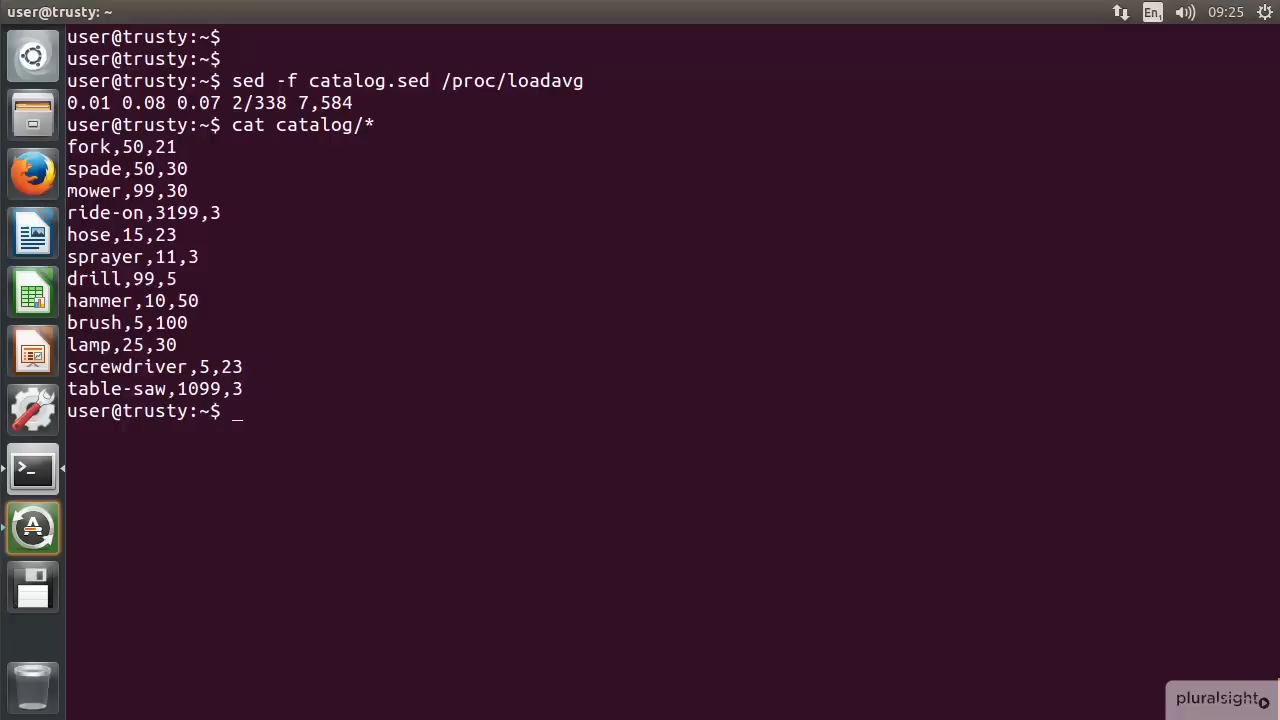 user@trusty: ~
En1
09:25
user@trusty:~$
user@trusty:~$
user@trusty:~$ sed -f catalog.sed /proc/loadavg
0.01 0.08 0.07 2/338 7,584
user@trusty:~$ cat catalog/*
fork,50,21
spade,50,30
mower,99,30
ride-on,3199,3
hose,15,23
sprayer,11,3
drill,99,5
hammer,10,50
brush,5,100
lamp,25,30
screwdriver,5,23
table-saw,1099,3
user@trusty:~$ _
pluralsight